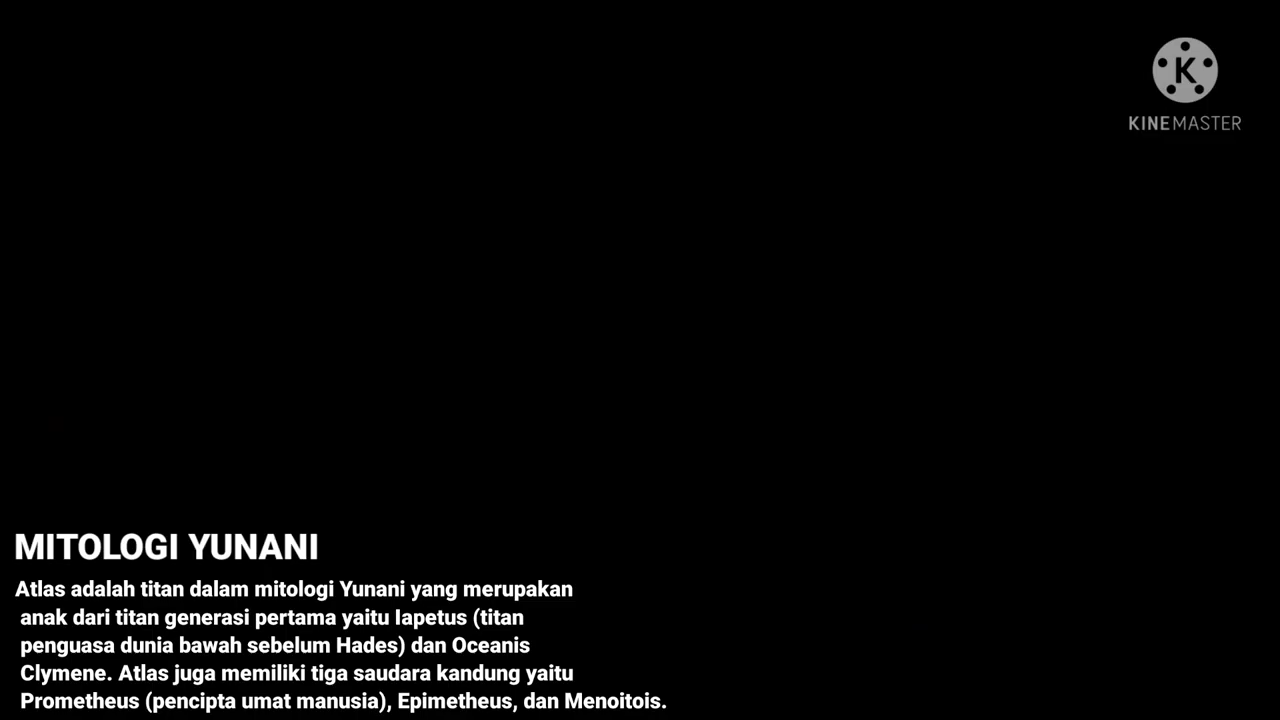 K
KINEMASTER
MITOLOGI YUNANI
Atlas adalah titan dalam mitologi Yunani yang merupakan
anak dari titan generasi pertama yaitu Iapetus (titan
penguasa dunia bawah sebelum Hades) dan Oceanis
Clymene. Atlas juga memiliki tiga saudara kandung yaitu
Prometheus (pencipta umat manusia), Epimetheus, dan Menoitois.